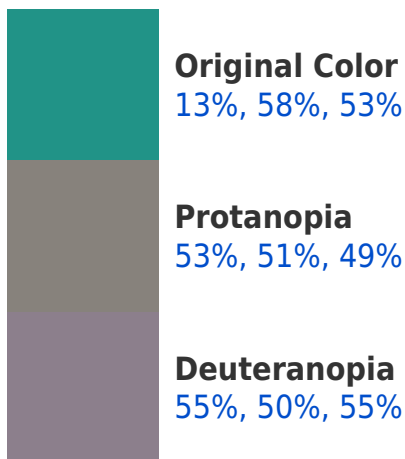 Original Color
13%, 58%, 53%
Protanopia
53%, 51%, 49%
Deuteranopia
55%, 50%, 55%